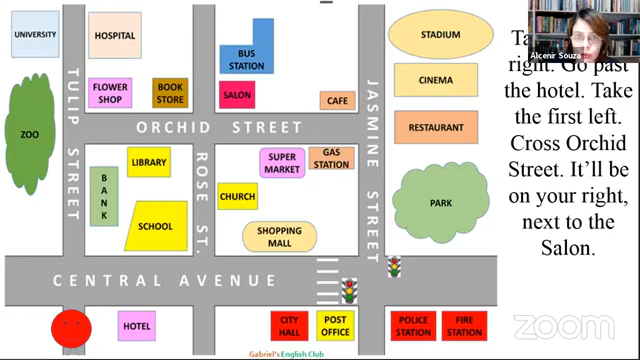 UNIVERSITY
HOSPITAL
BUS
STATION
STADIUM
CINEMA
FLOWER
SHOP
BOOK
STORE
SALON
CAFE
RESTAURANT
ZOO
TULIP STREET
ORCHID STREET
JASMINE STREET
ROSE ST.
LIBRARY
SUPER
MARKET
GAS
STATION
BANK
CHURCH
PARK
SCHOOL
SHOPPING
MALL
CENTRAL AVENUE
HOTEL
CITY
HALL
POST
OFFICE
POLICE
STATION
FIRE
STATION
Gabriel's English Club
Alcenir Souza
right. Go past
the hotel. Take
the first left.
Cross Orchid
Street. It'll be
on your right,
next to the
Salon.
zoom